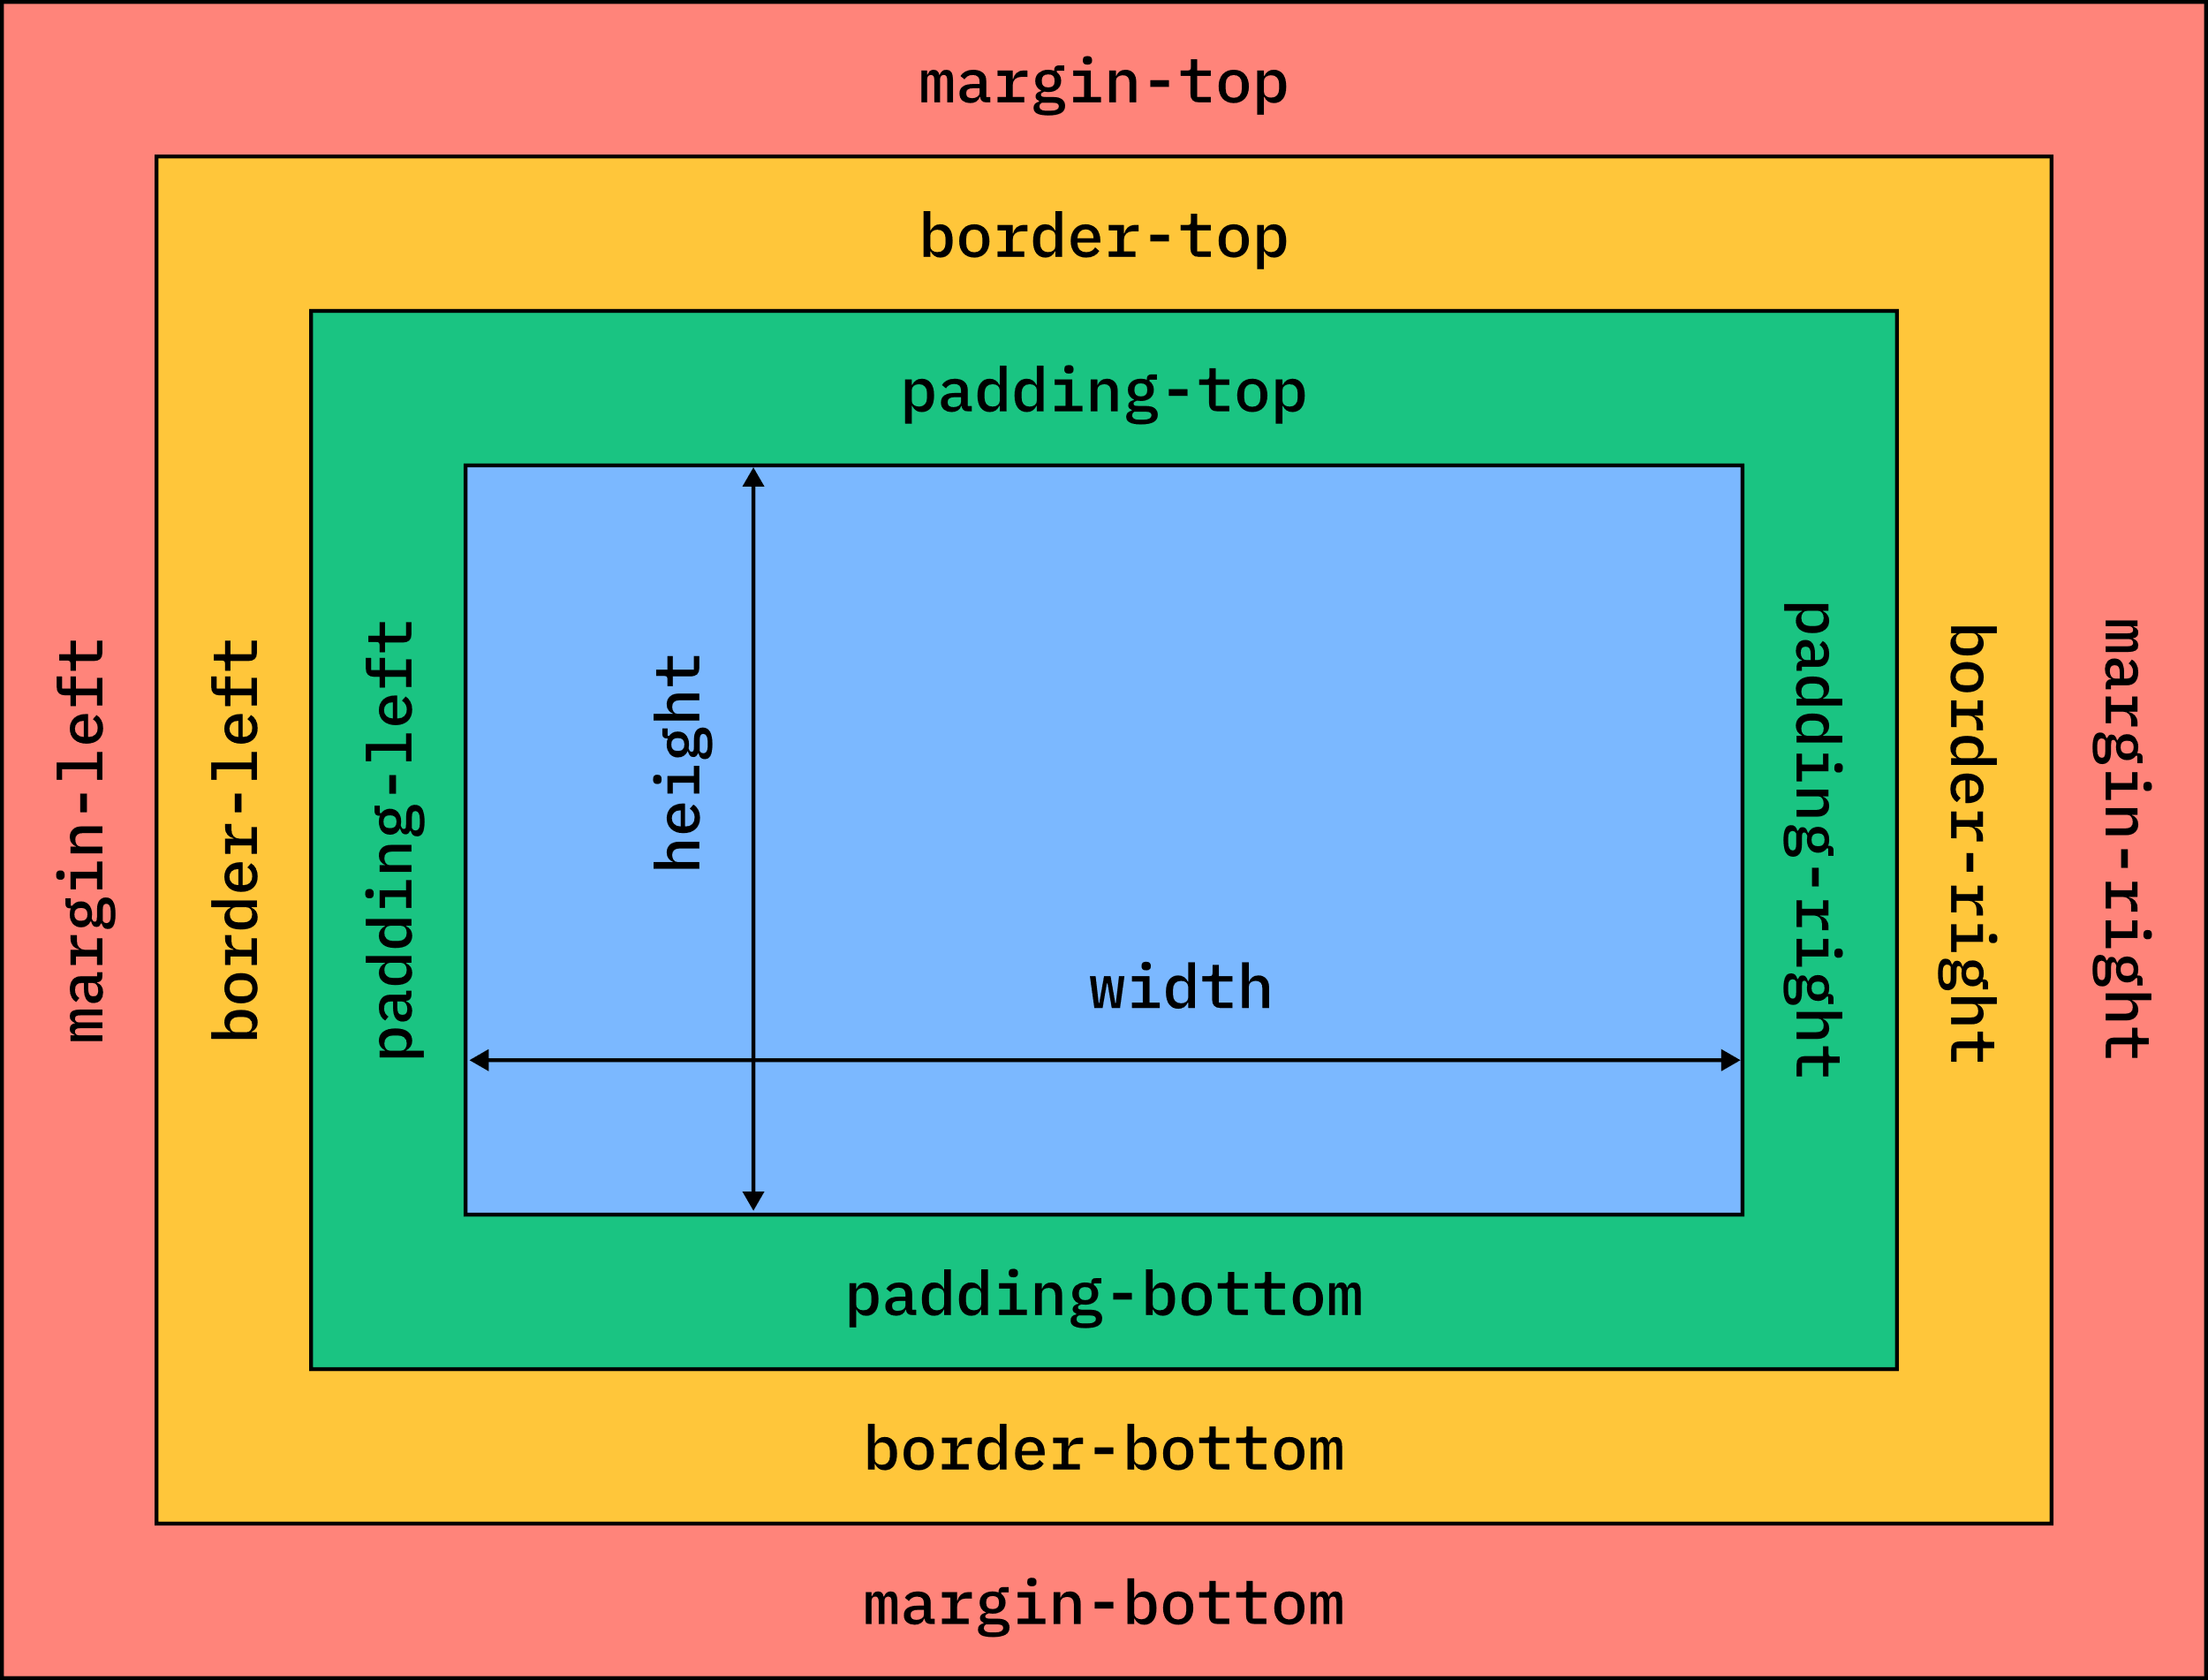 margin-top
border-top
padding-top
margin-left
border-left
padding-left
height
width
padding-right
border-right
margin-right
padding-bottom
border-bottom
margin-bottom